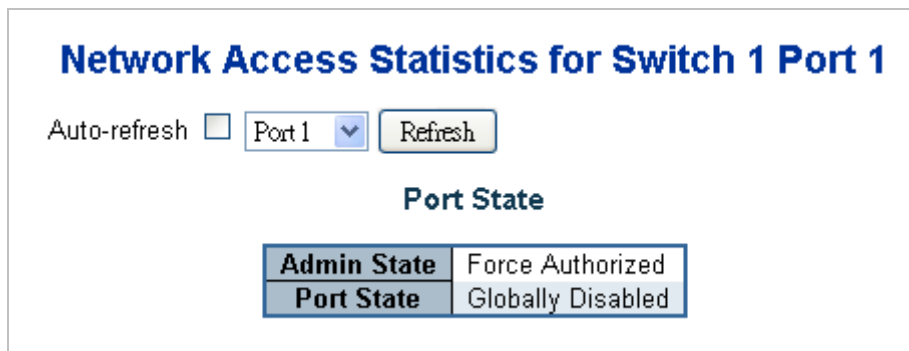 Network Access Statistics for Switch 1 Port 1
Auto-refresh Port 1 Refresh
Port State
Admin State Force Authorized
Port State Globally Disabled